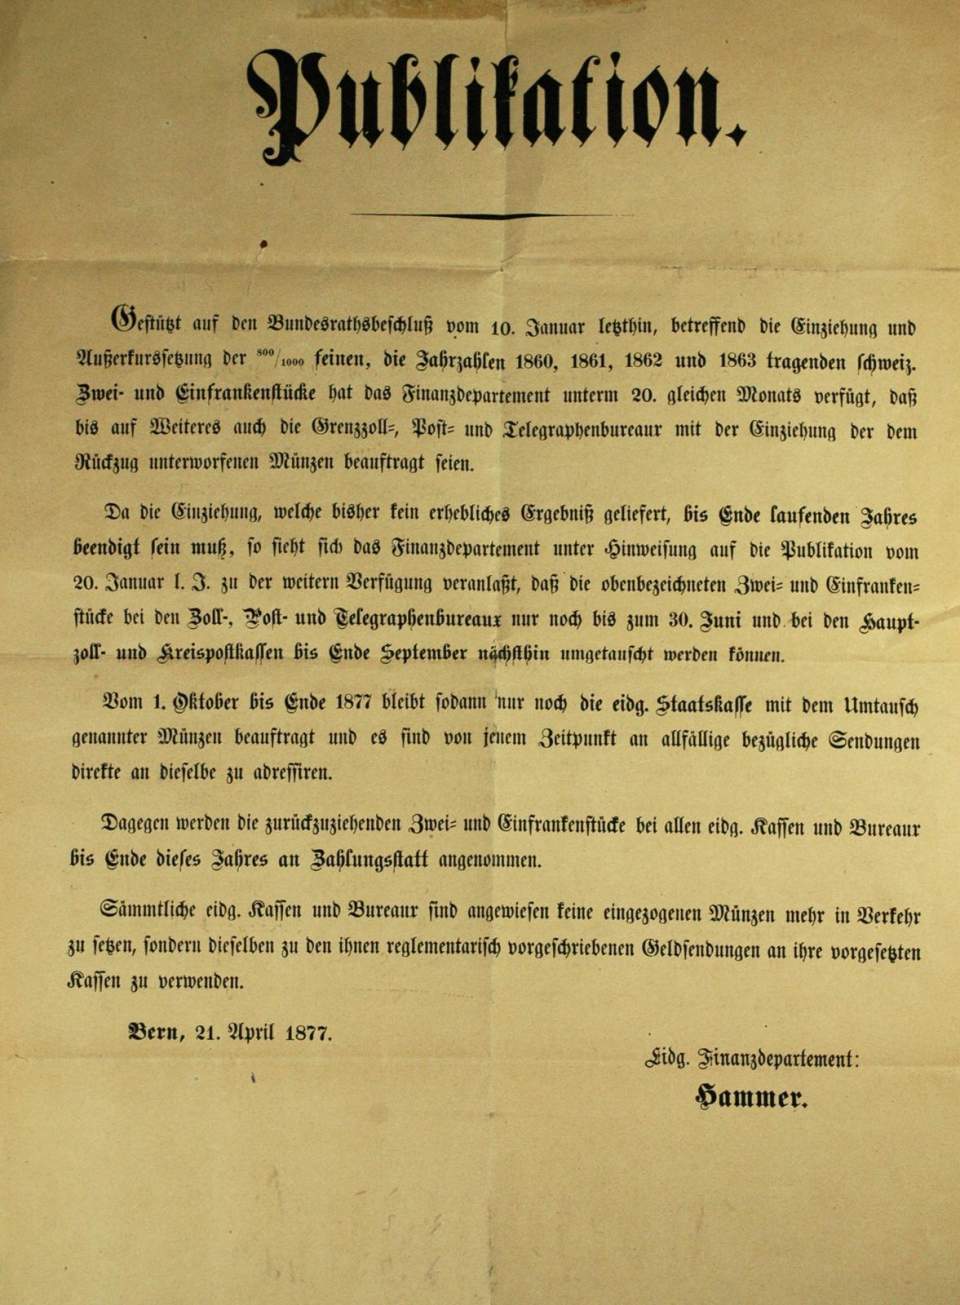 Publikation.
Gestützt auf den Bundesrathsbeschluß vom 10. Januar letzthin, betreffend die Einziehung und
Außerkurssetzung der 800/1000 feinen, die Jahrzahlen 1860, 1861, 1862 und 1863 tragenden schweiz.
Zwei- und Einfrankenstücke hat das Finanzdepartement unterm 20. gleichen Monats verfügt, daß
bis auf Weiteres auch die Grenzzoll-, Post- und Telegraphenbureaux mit der Einziehung der dem
Rückzug unterworfenen Münzen beauftragt seien.
Da die Einziehung, welche bisher kein erhebliches Ergebniß geliefert, bis Ende laufenden Jahres
beendigt sein muß, so sieht sich das Finanzdepartement unter Hinweisung auf die Publikation vom
20. Januar l. J. zu der weitern Verfügung veranlaßt, daß die obenbezeichneten Zwei- und Einfranken-
stücke bei den Zoll-, Post- und Telegraphenbureaux nur noch bis zum 30. Juni und bei den Haupt-
zoll- und Kreispostkassen bis Ende September nächsthin umgetauscht werden können.
Vom 1. Oktober bis Ende 1877 bleibt sodann nur noch die eidg. Staatskasse mit dem Umtausch
genannter Münzen beauftragt und es sind von jenem Zeitpunkt an allfällige bezügliche Sendungen
direkte an dieselbe zu adressiren.
Dagegen werden die zurückzuziehenden Zwei- und Einfrankenstücke bei allen eidg. Kassen und Bureaux
bis Ende dieses Jahres an Zahlungsstatt angenommen.
Sämmtliche eidg. Kassen und Bureaux sind angewiesen keine eingezogenen Münzen mehr in Verkehr
zu setzen, sondern dieselben zu den ihnen reglementarisch vorgeschriebenen Geldsendungen an ihre vorgesetzten
Kassen zu verwenden.
Bern, 21. April 1877.
Eidg. Finanzdepartement:
Hammer.